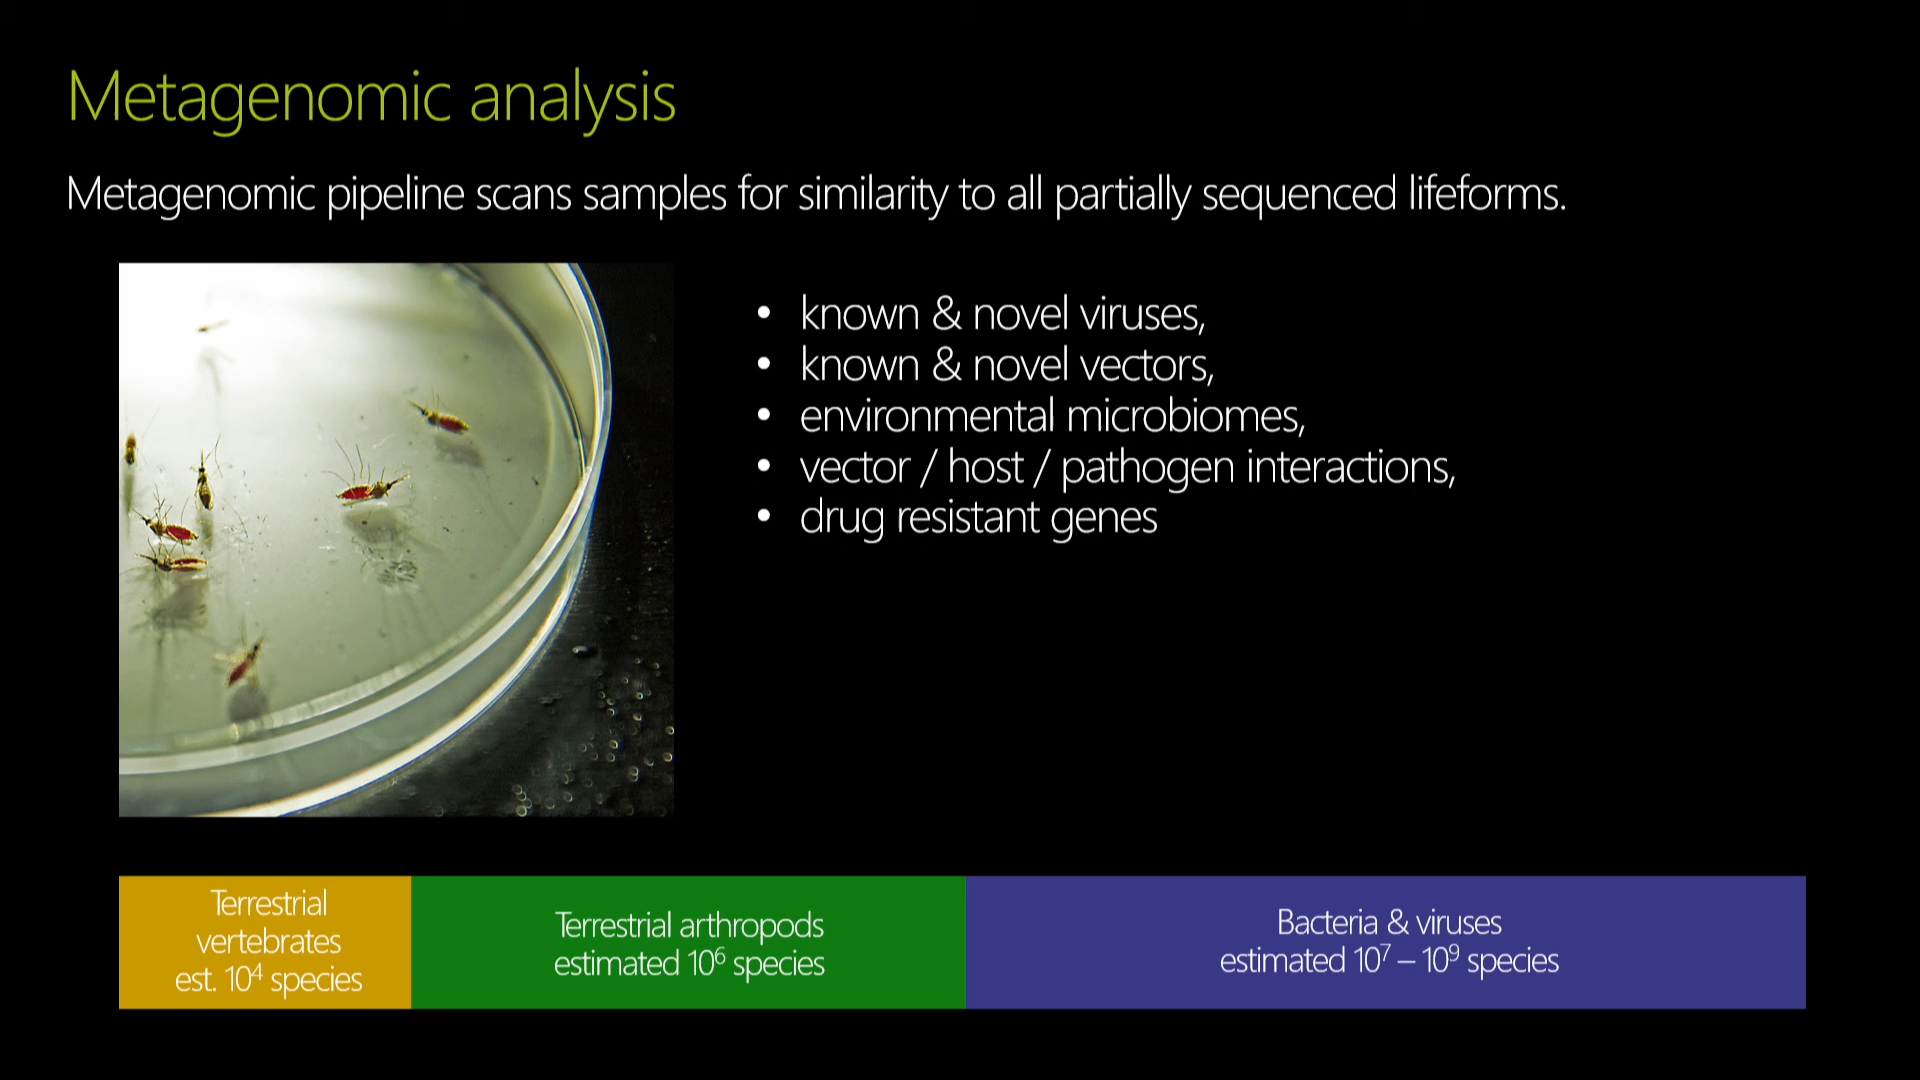 Metagenomic analysis
Metagenomic pipeline scans samples for similarity to all partially sequenced lifeforms.
• known & novel viruses,
• known & novel vectors,
• environmental microbiomes,
• vector / host / pathogen interactions,
• drug resistant genes
Terrestrial
vertebrates
est. 10⁴ species
Terrestrial arthropods
estimated 10⁶ species
Bacteria & viruses
estimated 10⁷ – 10⁹ species